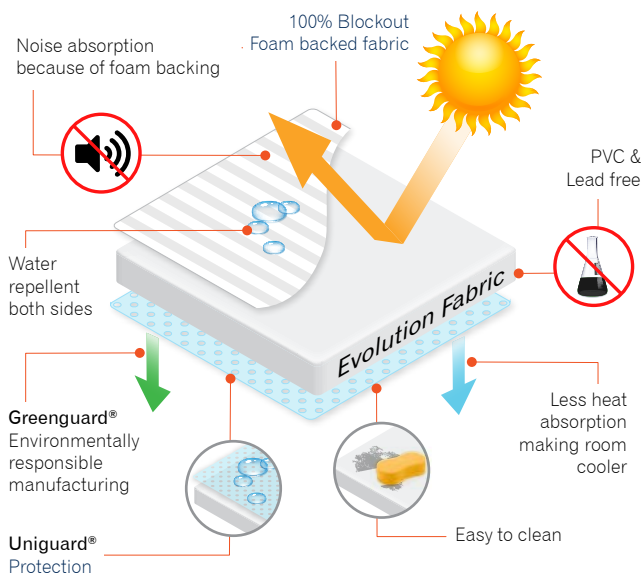 100% Blockout
Foam backed fabric
Noise absorption
because of foam backing
PVC &
Lead free
Water
repellent
both sides
Evolution Fabric
Greenguard®
Environmentally
responsible
manufacturing
Less heat
absorption
making room
cooler
Easy to clean
Uniguard®
Protection